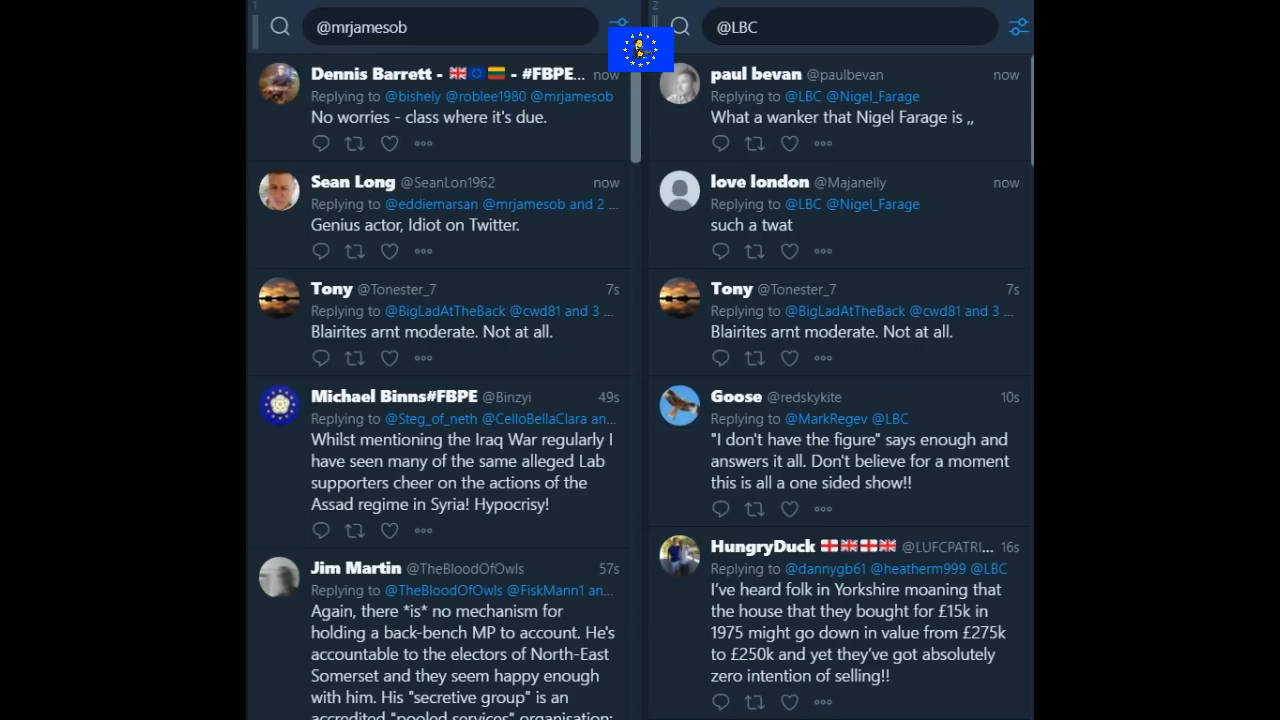 1
@mrjamesob
Dennis Barrett - 🇬🇧 🇪🇺 🇱🇹 - #FBPE... now
Replying to @bishely @roblee1980 @mrjamesob
No worries - class where it's due.
Sean Long @SeanLon1962 now
Replying to @eddiemarsan @mrjamesob and 2 ...
Genius actor, Idiot on Twitter.
Tony @Tonester_7 7s
Replying to @BigLadAtTheBack @cwd81 and 3 ...
Blairites arnt moderate. Not at all.
Michael Binns#FBPE @Binzyi 49s
Replying to @Steg_of_neth @CelloBellaClara an...
Whilst mentioning the Iraq War regularly I
have seen many of the same alleged Lab
supporters cheer on the actions of the
Assad regime in Syria! Hypocrisy!
Jim Martin @TheBloodOfOwls 57s
Replying to @TheBloodOfOwls @FiskMann1 an...
Again, there *is* no mechanism for
holding a back-bench MP to account. He's
accountable to the electors of North-East
Somerset and they seem happy enough
with him. His "secretive group" is an
accredited "pooled services" organisation;
2
@LBC
paul bevan @paulbevan now
Replying to @LBC @Nigel_Farage
What a wanker that Nigel Farage is ,,
love london @Majanelly now
Replying to @LBC @Nigel_Farage
such a twat
Tony @Tonester_7 7s
Replying to @BigLadAtTheBack @cwd81 and 3 ...
Blairites arnt moderate. Not at all.
Goose @redskykite 10s
Replying to @MarkRegev @LBC
"I don't have the figure" says enough and
answers it all. Don't believe for a moment
this is all a one sided show!!
HungryDuck 🏴󠁧󠁢󠁥󠁮󠁧󠁿🇬🇧🏴󠁧󠁢󠁥󠁮󠁧󠁿🇬🇧 @LUFCPATRI... 16s
Replying to @dannygb61 @heatherm999 @LBC
I've heard folk in Yorkshire moaning that
the house that they bought for £15k in
1975 might go down in value from £275k
to £250k and yet they've got absolutely
zero intention of selling!!